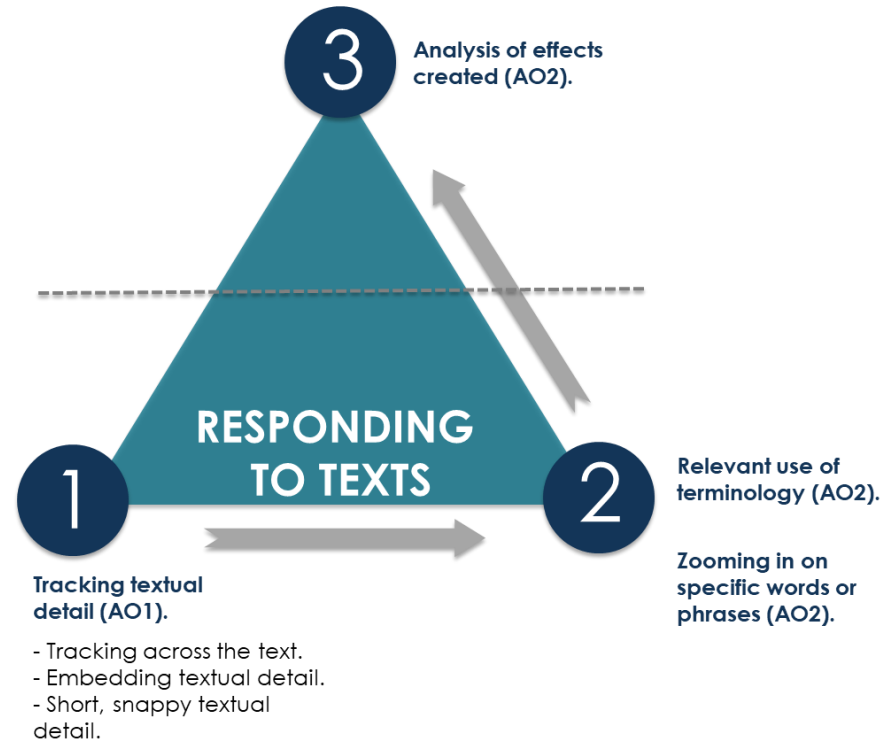 3
Analysis of effects
created (AO2).
RESPONDING
TO TEXTS
1
2
Relevant use of
terminology (AO2).
Zooming in on
specific words or
phrases (AO2).
Tracking textual
detail (AO1).
- Tracking across the text.
- Embedding textual detail.
- Short, snappy textual
detail.